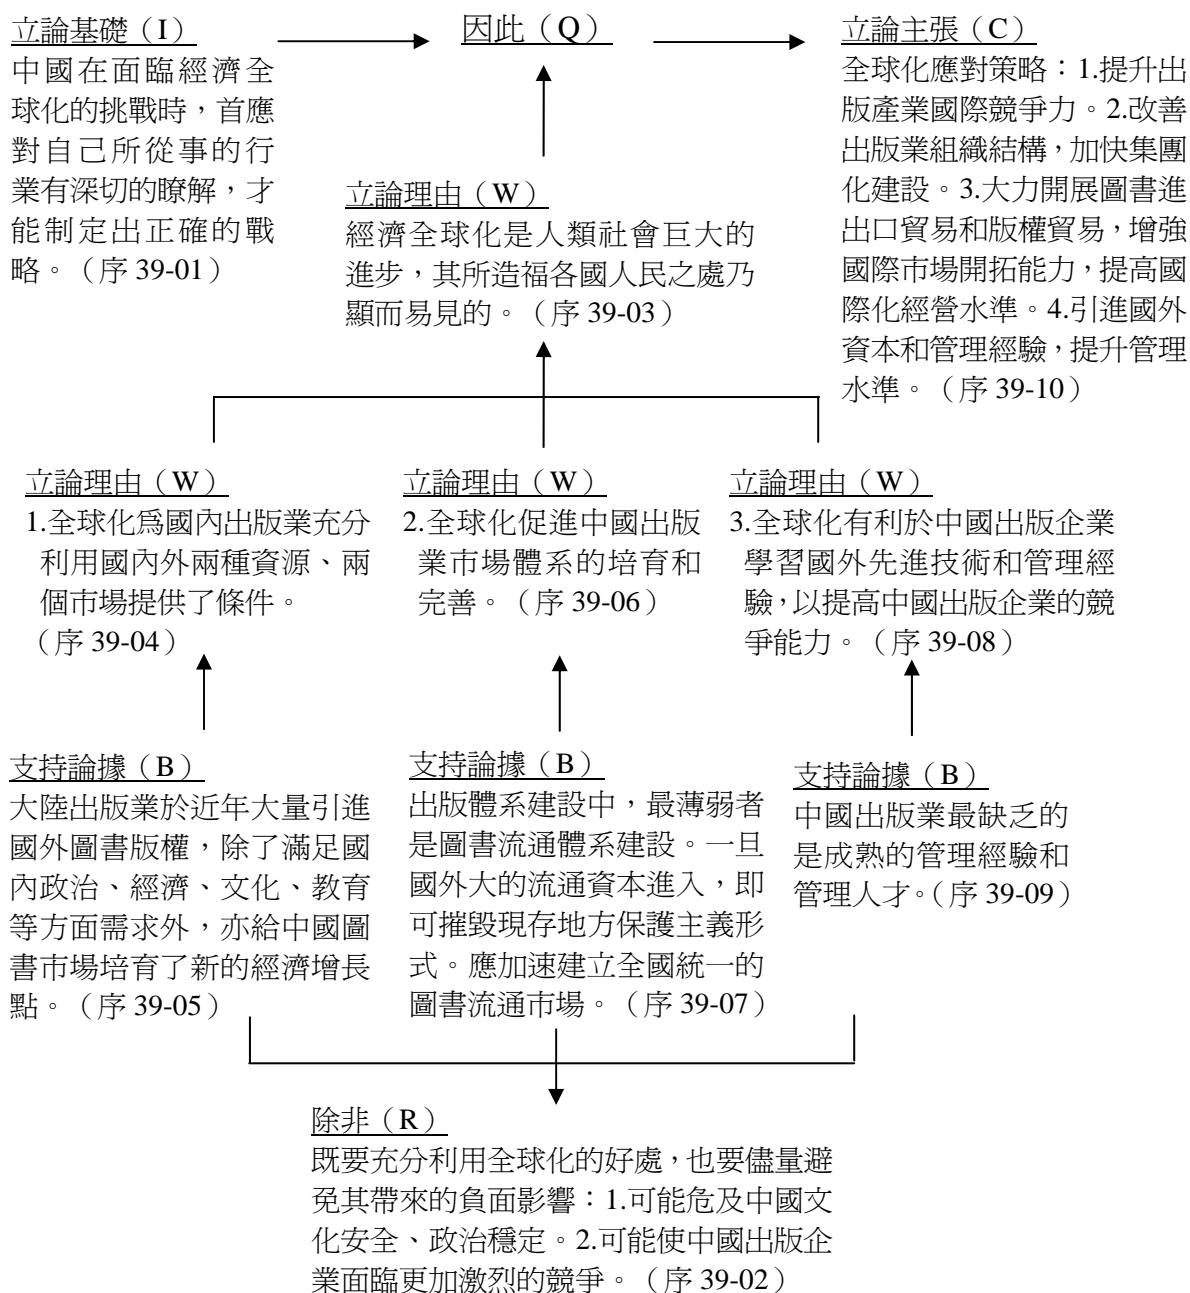 立論基礎（I）
中國在面臨經濟全
球化的挑戰時，首應
對自己所從事的行
業有深切的瞭解，才
能制定出正確的戰
略。（序 39-01）
因此（Q）
立論主張（C）
全球化應對策略：1.提升出
版產業國際競爭力。2.改善
出版業組織結構，加快集團
化建設。3.大力開展圖書進
出口貿易和版權貿易，增強
國際市場開拓能力，提高國
際化經營水準。4.引進國外
資本和管理經驗，提升管理
水準。（序 39-10）
立論理由（W）
經濟全球化是人類社會巨大的
進步，其所造福各國人民之處乃
顯而易見的。（序 39-03）
立論理由（W）
1.全球化爲國內出版業充分
利用國內外兩種資源、兩
個市場提供了條件。
（序 39-04）
立論理由（W）
2.全球化促進中國出版
業市場體系的培育和
完善。（序 39-06）
立論理由（W）
3.全球化有利於中國出版企業
學習國外先進技術和管理經
驗，以提高中國出版企業的競
爭能力。（序 39-08）
支持論據（B）
大陸出版業於近年大量引進
國外圖書版權，除了滿足國
內政治、經濟、文化、教育
等方面需求外，亦給中國圖
書市場培育了新的經濟增長
點。（序 39-05）
支持論據（B）
出版體系建設中，最薄弱者
是圖書流通體系建設。一旦
國外大的流通資本進入，即
可摧毀現存地方保護主義形
式。應加速建立全國統一的
圖書流通市場。（序 39-07）
支持論據（B）
中國出版業最缺乏的
是成熟的管理經驗和
管理人才。（序 39-09）
除非（R）
既要充分利用全球化的好處，也要儘量避
免其帶來的負面影響：1.可能危及中國文
化安全、政治穩定。2.可能使中國出版企
業面臨更加激烈的競爭。（序 39-02）